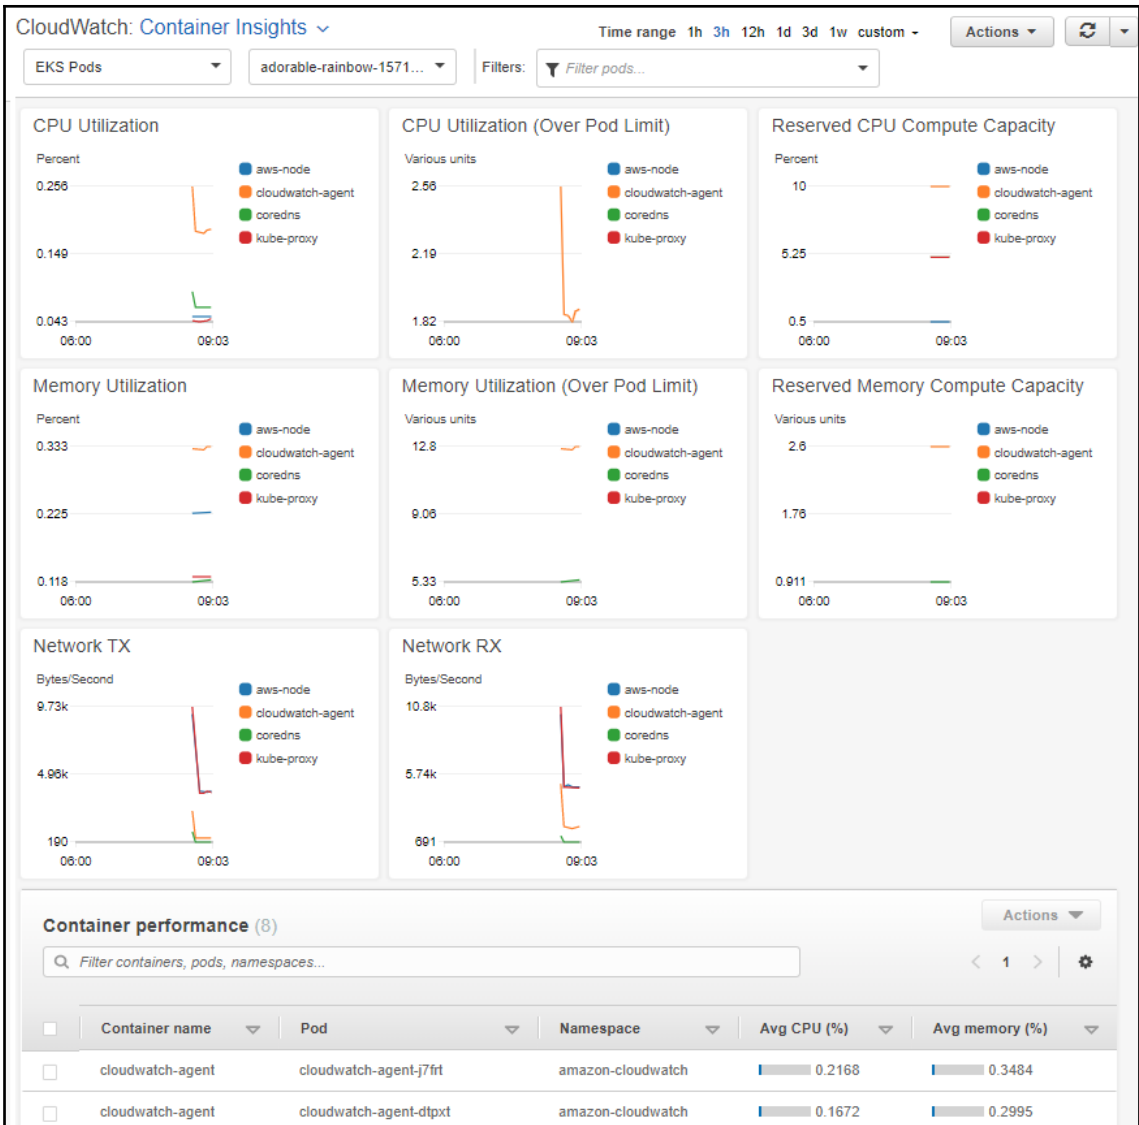 CloudWatch: Container Insights
Time range 1h 3h 12h 1d 3d 1w custom
Actions
EKS Pods
adorable-rainbow-1571...
Filters:
Filter pods...
CPU Utilization
Percent
0.256
0.149
0.043
06:00
09:03
aws-node
cloudwatch-agent
coredns
kube-proxy
CPU Utilization (Over Pod Limit)
Various units
2.56
2.19
1.82
06:00
09:03
aws-node
cloudwatch-agent
coredns
kube-proxy
Reserved CPU Compute Capacity
Percent
10
5.25
0.5
06:00
09:03
aws-node
cloudwatch-agent
coredns
kube-proxy
Memory Utilization
Percent
0.333
0.225
0.118
06:00
09:03
aws-node
cloudwatch-agent
coredns
kube-proxy
Memory Utilization (Over Pod Limit)
Various units
12.8
9.06
5.33
06:00
09:03
aws-node
cloudwatch-agent
coredns
kube-proxy
Reserved Memory Compute Capacity
Various units
2.6
1.76
0.911
06:00
09:03
aws-node
cloudwatch-agent
coredns
kube-proxy
Network TX
Bytes/Second
9.73k
4.96k
190
06:00
09:03
aws-node
cloudwatch-agent
coredns
kube-proxy
Network RX
Bytes/Second
10.8k
5.74k
691
06:00
09:03
aws-node
cloudwatch-agent
coredns
kube-proxy
Container performance (8)
Actions
Filter containers, pods, namespaces...
1
Container name Pod Namespace Avg CPU (%) Avg memory (%)
cloudwatch-agent cloudwatch-agent-j7frt amazon-cloudwatch 0.2168 0.3484
cloudwatch-agent cloudwatch-agent-dtpxt amazon-cloudwatch 0.1672 0.2995